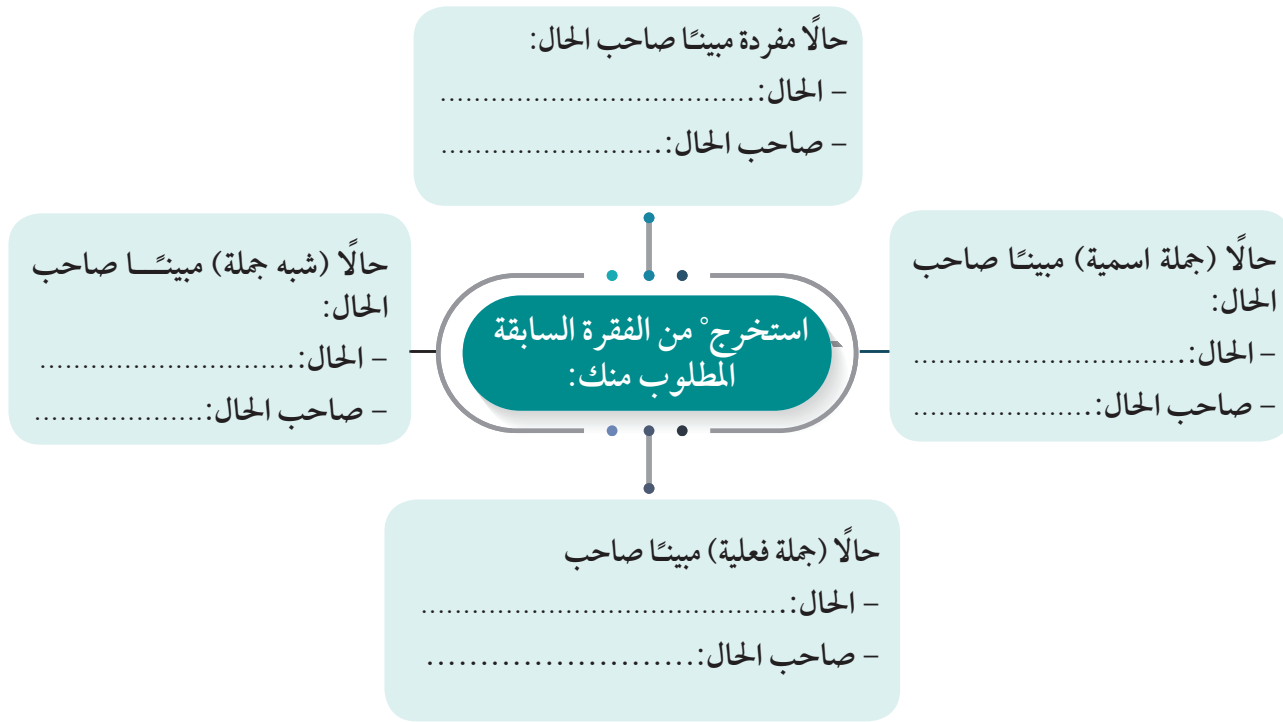 حالًا مفردة مبينًا صاحب الحال:
– الحال:.....................................
– صاحب الحال:..........................
استخرجْ من الفقرة السابقة
المطلوب منك:
حالًا (جملة اسمية) مبينًا صاحب
الحال:
– الحال:................................
– صاحب الحال:.....................
حالًا (شبه جملة) مبينًــا صاحب
الحال:
– الحال:..............................
– صاحب الحال:....................
حالًا (جملة فعلية) مبينًا صاحب
– الحال:...........................................
– صاحب الحال:.........................